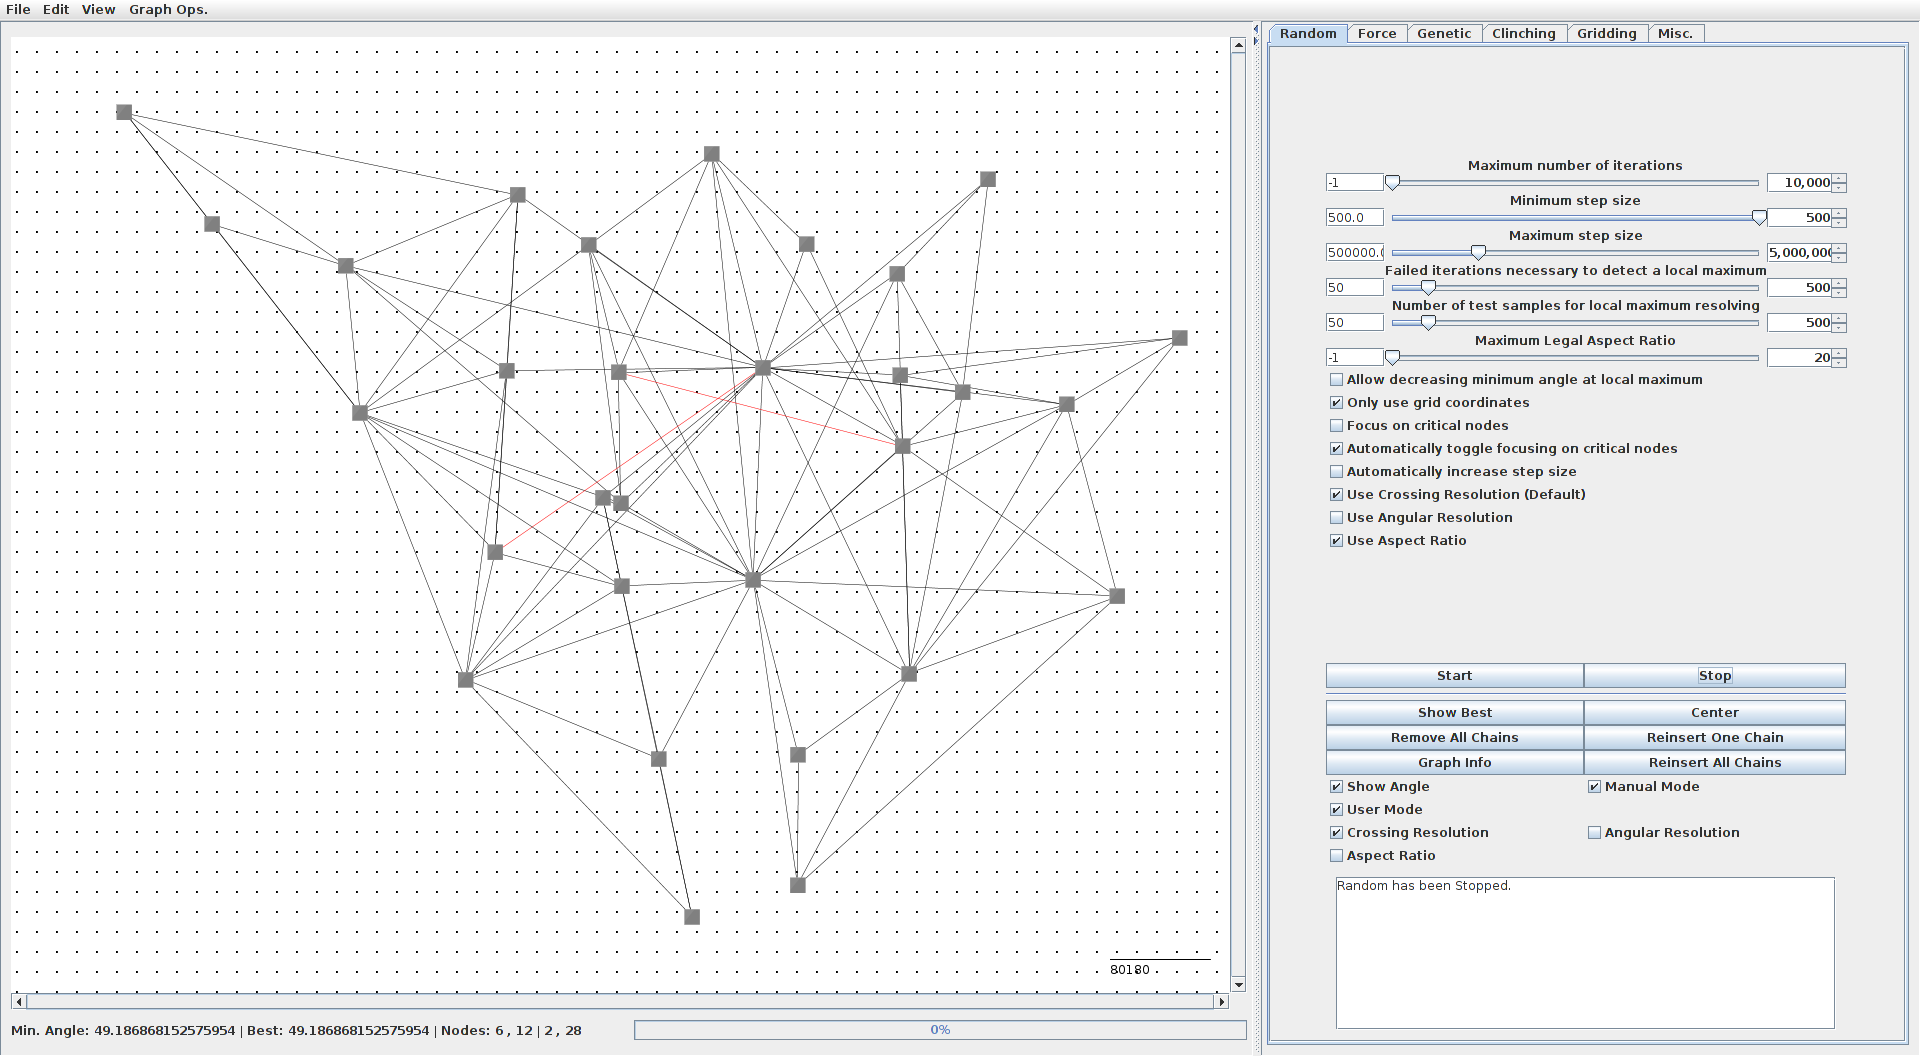 File Edit View Graph Ops.
Random Force Genetic Clinching Gridding Misc.
Maximum number of iterations
-1 10,000
Minimum step size
500.0 500
Maximum step size
500000.0 5,000,000
Failed iterations necessary to detect a local maximum
50 500
Number of test samples for local maximum resolving
50 500
Maximum Legal Aspect Ratio
-1 20
Allow decreasing minimum angle at local maximum
Only use grid coordinates
Focus on critical nodes
Automatically toggle focusing on critical nodes
Automatically increase step size
Use Crossing Resolution (Default)
Use Angular Resolution
Use Aspect Ratio
Start Stop
Show Best Center
Remove All Chains Reinsert One Chain
Graph Info Reinsert All Chains
Show Angle Manual Mode
User Mode
Crossing Resolution Angular Resolution
Aspect Ratio
Random has been Stopped.
80180
Min. Angle: 49.186868152575954 | Best: 49.186868152575954 | Nodes: 6 , 12 | 2 , 28
0%